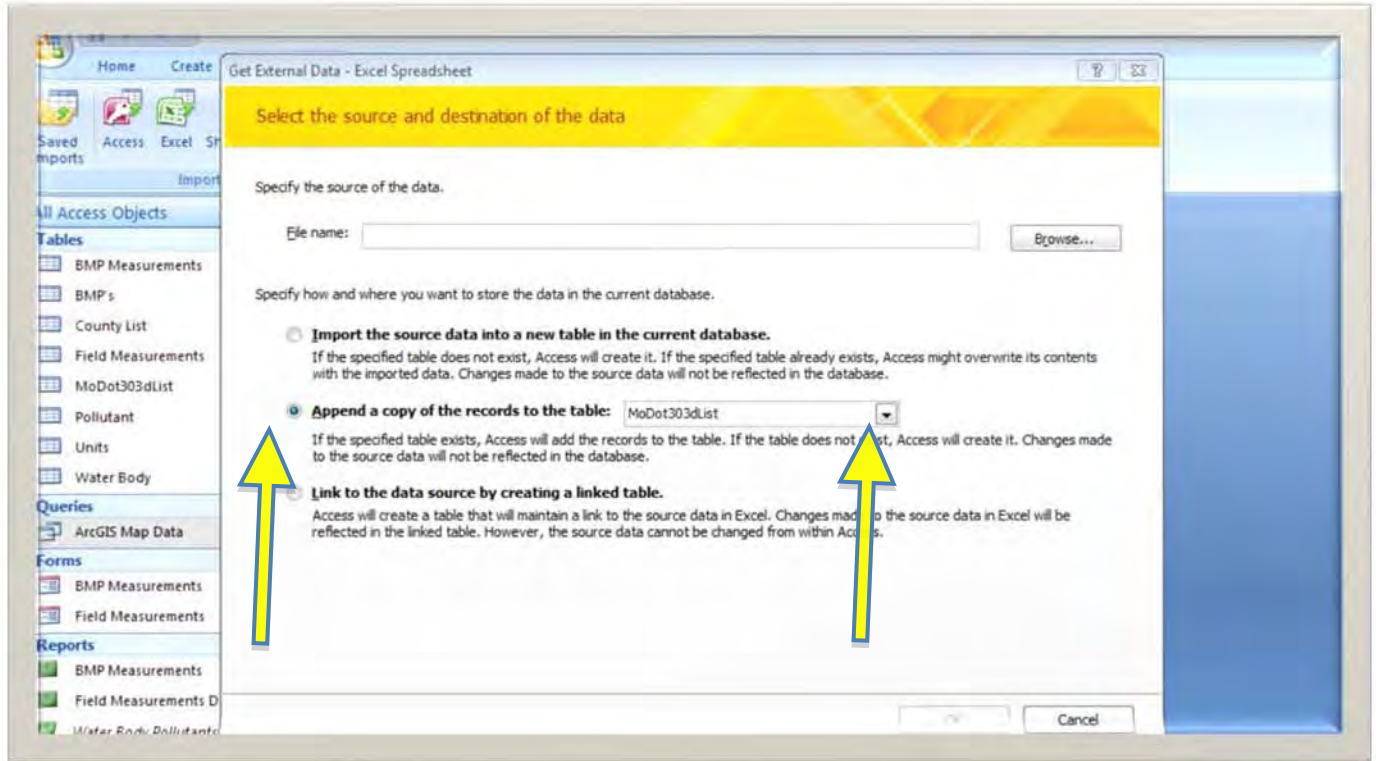 Home Create
Get External Data - Excel Spreadsheet
Select the source and destination of the data
Saved Access Excel
mports
Import
All Access Objects
Tables
BMP Measurements
BMP's
County List
Field Measurements
MoDot303dList
Pollutant
Units
Water Body
Queries
ArcGIS Map Data
Forms
BMP Measurements
Field Measurements
Reports
BMP Measurements
Field Measurements D
Water Body Pollutants
Specify the source of the data.
File name:
Browse...
Specify how and where you want to store the data in the current database.
Import the source data into a new table in the current database.
If the specified table does not exist, Access will create it. If the specified table already exists, Access might overwrite its contents
with the imported data. Changes made to the source data will not be reflected in the database.
Append a copy of the records to the table: MoDot303dList
If the specified table exists, Access will add the records to the table. If the table does not exist, Access will create it. Changes made
to the source data will not be reflected in the database.
Link to the data source by creating a linked table.
Access will create a table that will maintain a link to the source data in Excel. Changes made to the source data in Excel will be
reflected in the linked table. However, the source data cannot be changed from within Access.
Cancel